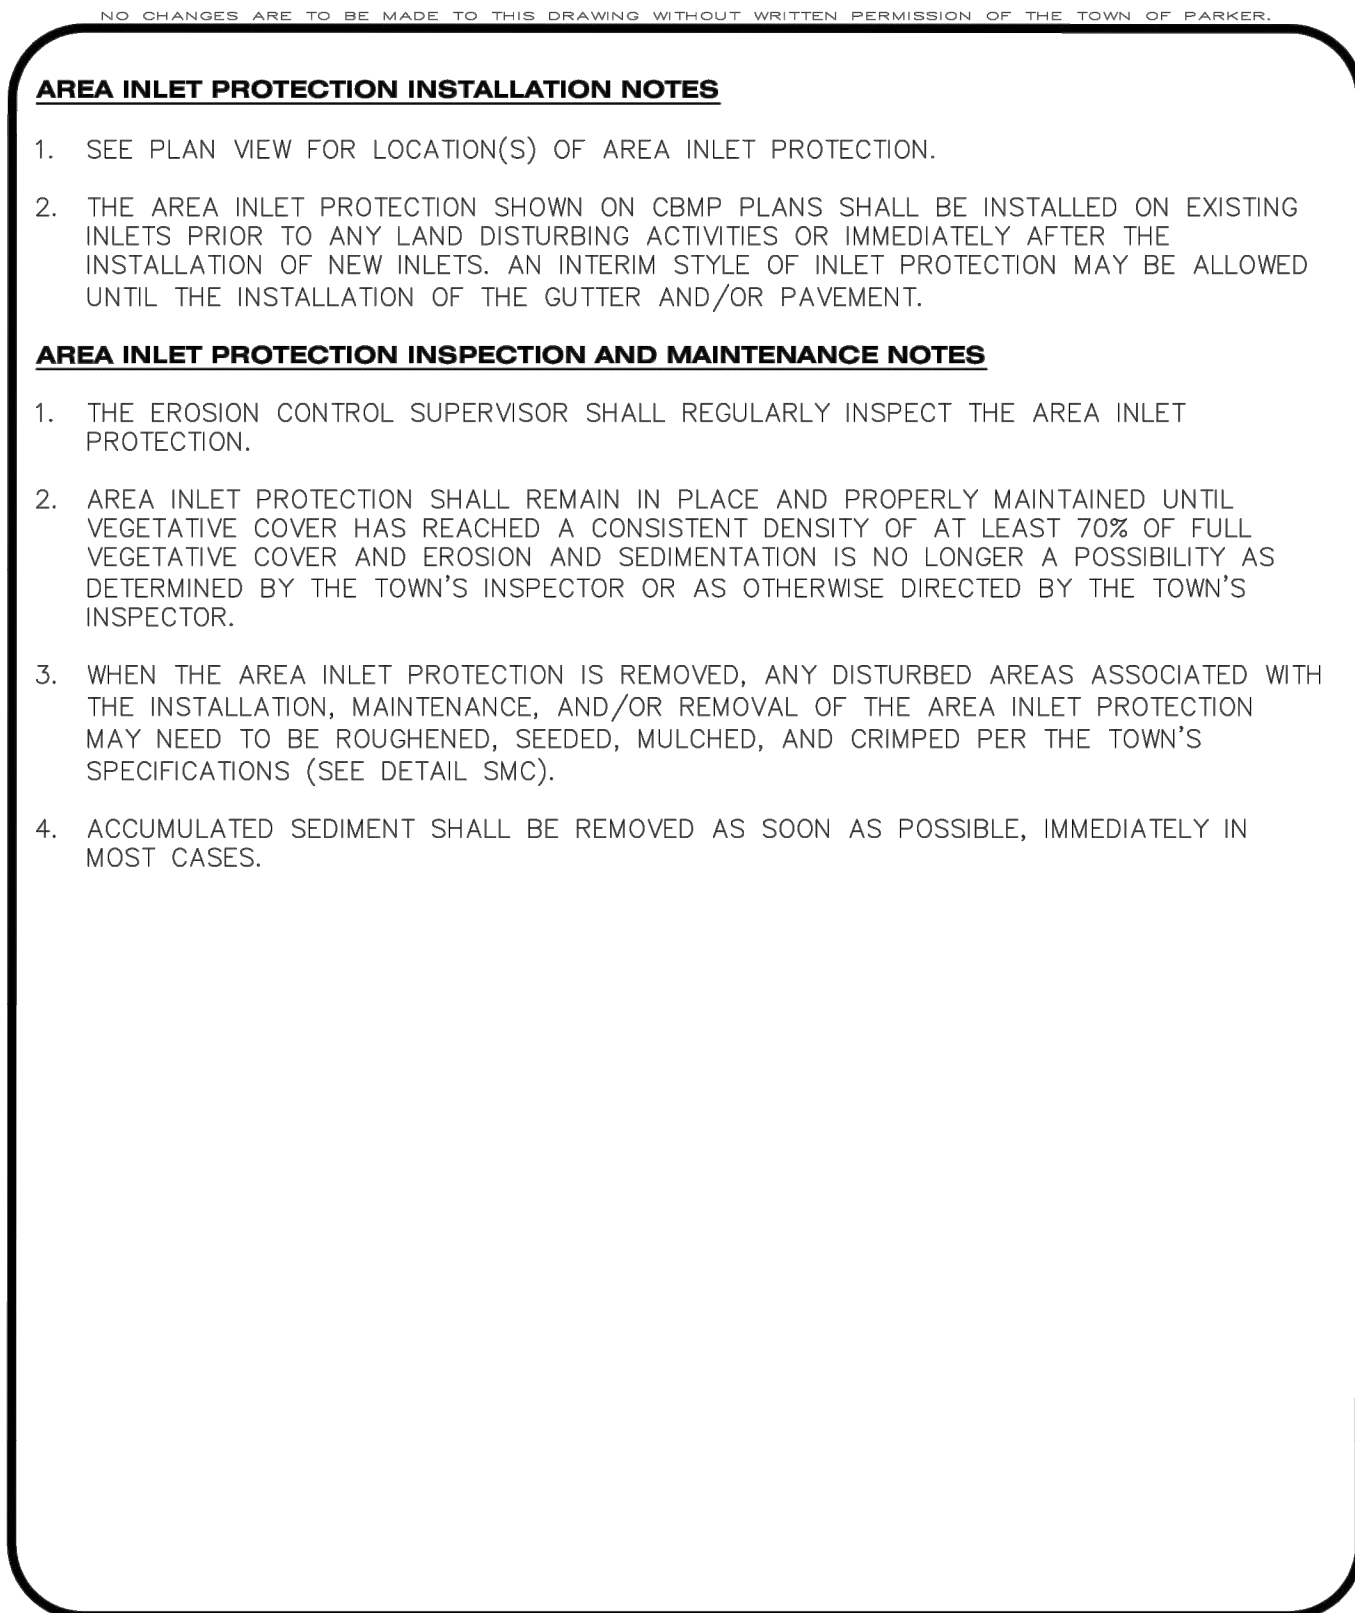 NO CHANGES ARE TO BE MADE TO THIS DRAWING WITHOUT WRITTEN PERMISSION OF THE TOWN OF PARKER.
AREA INLET PROTECTION INSTALLATION NOTES
1. SEE PLAN VIEW FOR LOCATION(S) OF AREA INLET PROTECTION.
2. THE AREA INLET PROTECTION SHOWN ON CBMP PLANS SHALL BE INSTALLED ON EXISTING
INLETS PRIOR TO ANY LAND DISTURBING ACTIVITIES OR IMMEDIATELY AFTER THE
INSTALLATION OF NEW INLETS. AN INTERIM STYLE OF INLET PROTECTION MAY BE ALLOWED
UNTIL THE INSTALLATION OF THE GUTTER AND/OR PAVEMENT.
AREA INLET PROTECTION INSPECTION AND MAINTENANCE NOTES
1. THE EROSION CONTROL SUPERVISOR SHALL REGULARLY INSPECT THE AREA INLET
PROTECTION.
2. AREA INLET PROTECTION SHALL REMAIN IN PLACE AND PROPERLY MAINTAINED UNTIL
VEGETATIVE COVER HAS REACHED A CONSISTENT DENSITY OF AT LEAST 70% OF FULL
VEGETATIVE COVER AND EROSION AND SEDIMENTATION IS NO LONGER A POSSIBILITY AS
DETERMINED BY THE TOWN'S INSPECTOR OR AS OTHERWISE DIRECTED BY THE TOWN'S
INSPECTOR.
3. WHEN THE AREA INLET PROTECTION IS REMOVED, ANY DISTURBED AREAS ASSOCIATED WITH
THE INSTALLATION, MAINTENANCE, AND/OR REMOVAL OF THE AREA INLET PROTECTION
MAY NEED TO BE ROUGHENED, SEEDED, MULCHED, AND CRIMPED PER THE TOWN'S
SPECIFICATIONS (SEE DETAIL SMC).
4. ACCUMULATED SEDIMENT SHALL BE REMOVED AS SOON AS POSSIBLE, IMMEDIATELY IN
MOST CASES.